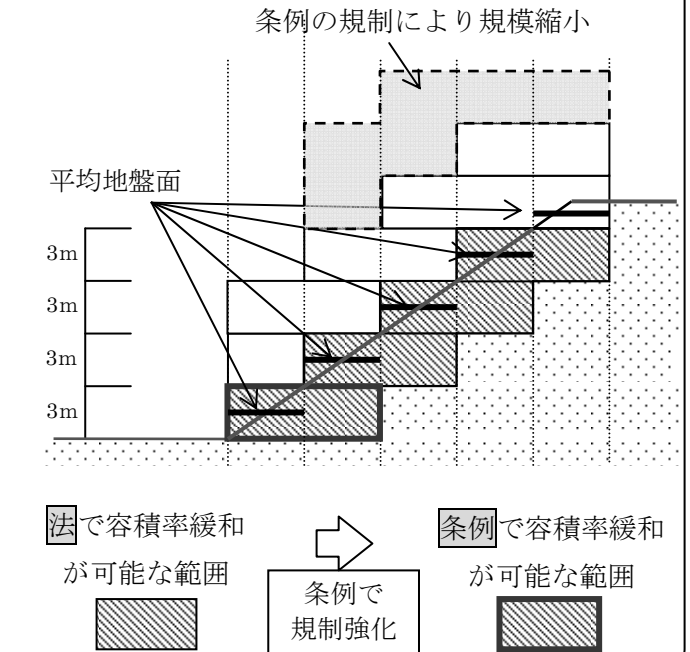 条例の規制により規模縮小
平均地盤面
3m
3m
3m
3m
法で容積率緩和
が可能な範囲
条例で
規制強化
条例で容積率緩和
が可能な範囲